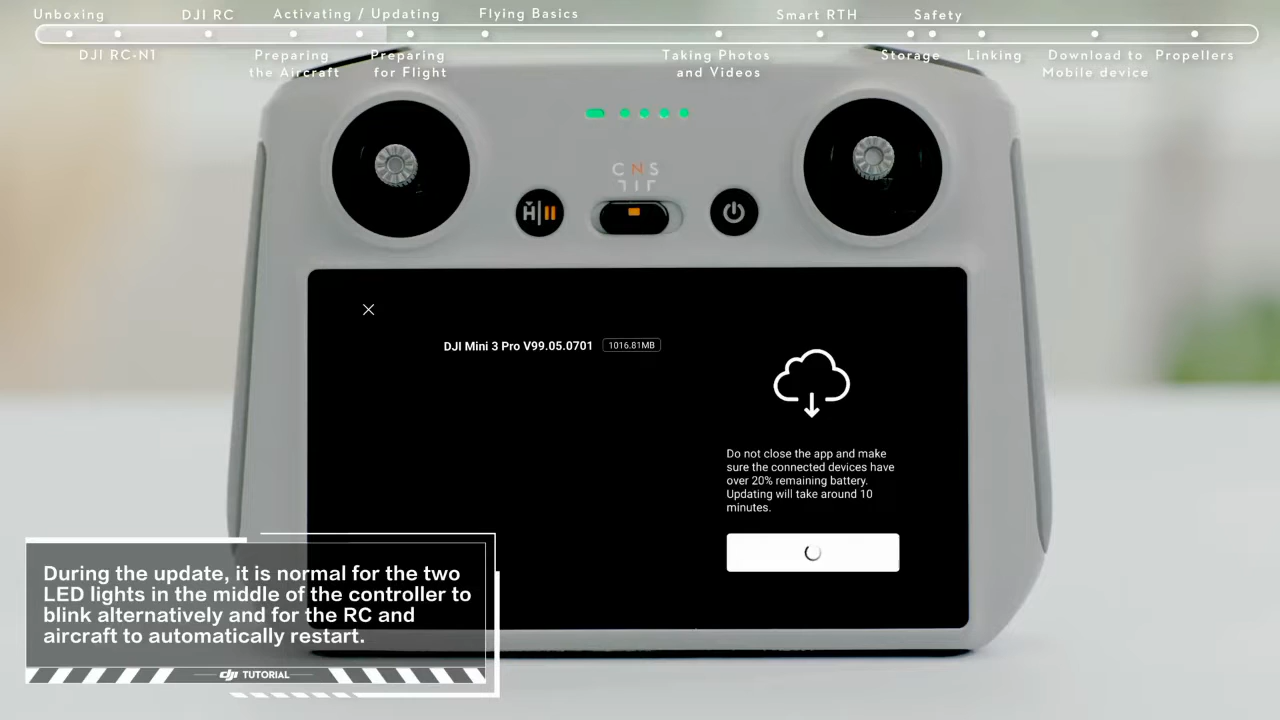 Unboxing
DJI RC
Activating / Updating
Flying Basics
Smart RTH
Safety
DJI RC-N1
Preparing
the Aircraft
Preparing
for Flight
Taking Photos
and Videos
Storage
Linking
Download to
Mobile device
Propellers
C N S
H
DJI Mini 3 Pro V99.05.0701 1016.81MB
Do not close the app and make
sure the connected devices have
over 20% remaining battery.
Updating will take around 10
minutes.
During the update, it is normal for the two
LED lights in the middle of the controller to
blink alternatively and for the RC and
aircraft to automatically restart.
dji TUTORIAL